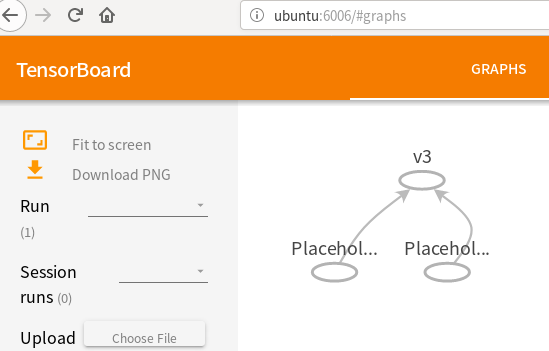 ubuntu:6006/#graphs
TensorBoard
GRAPHS
Fit to screen
Download PNG
Run
(1)
Session
runs (0)
Upload Choose File
v3
Placehol... Placehol...